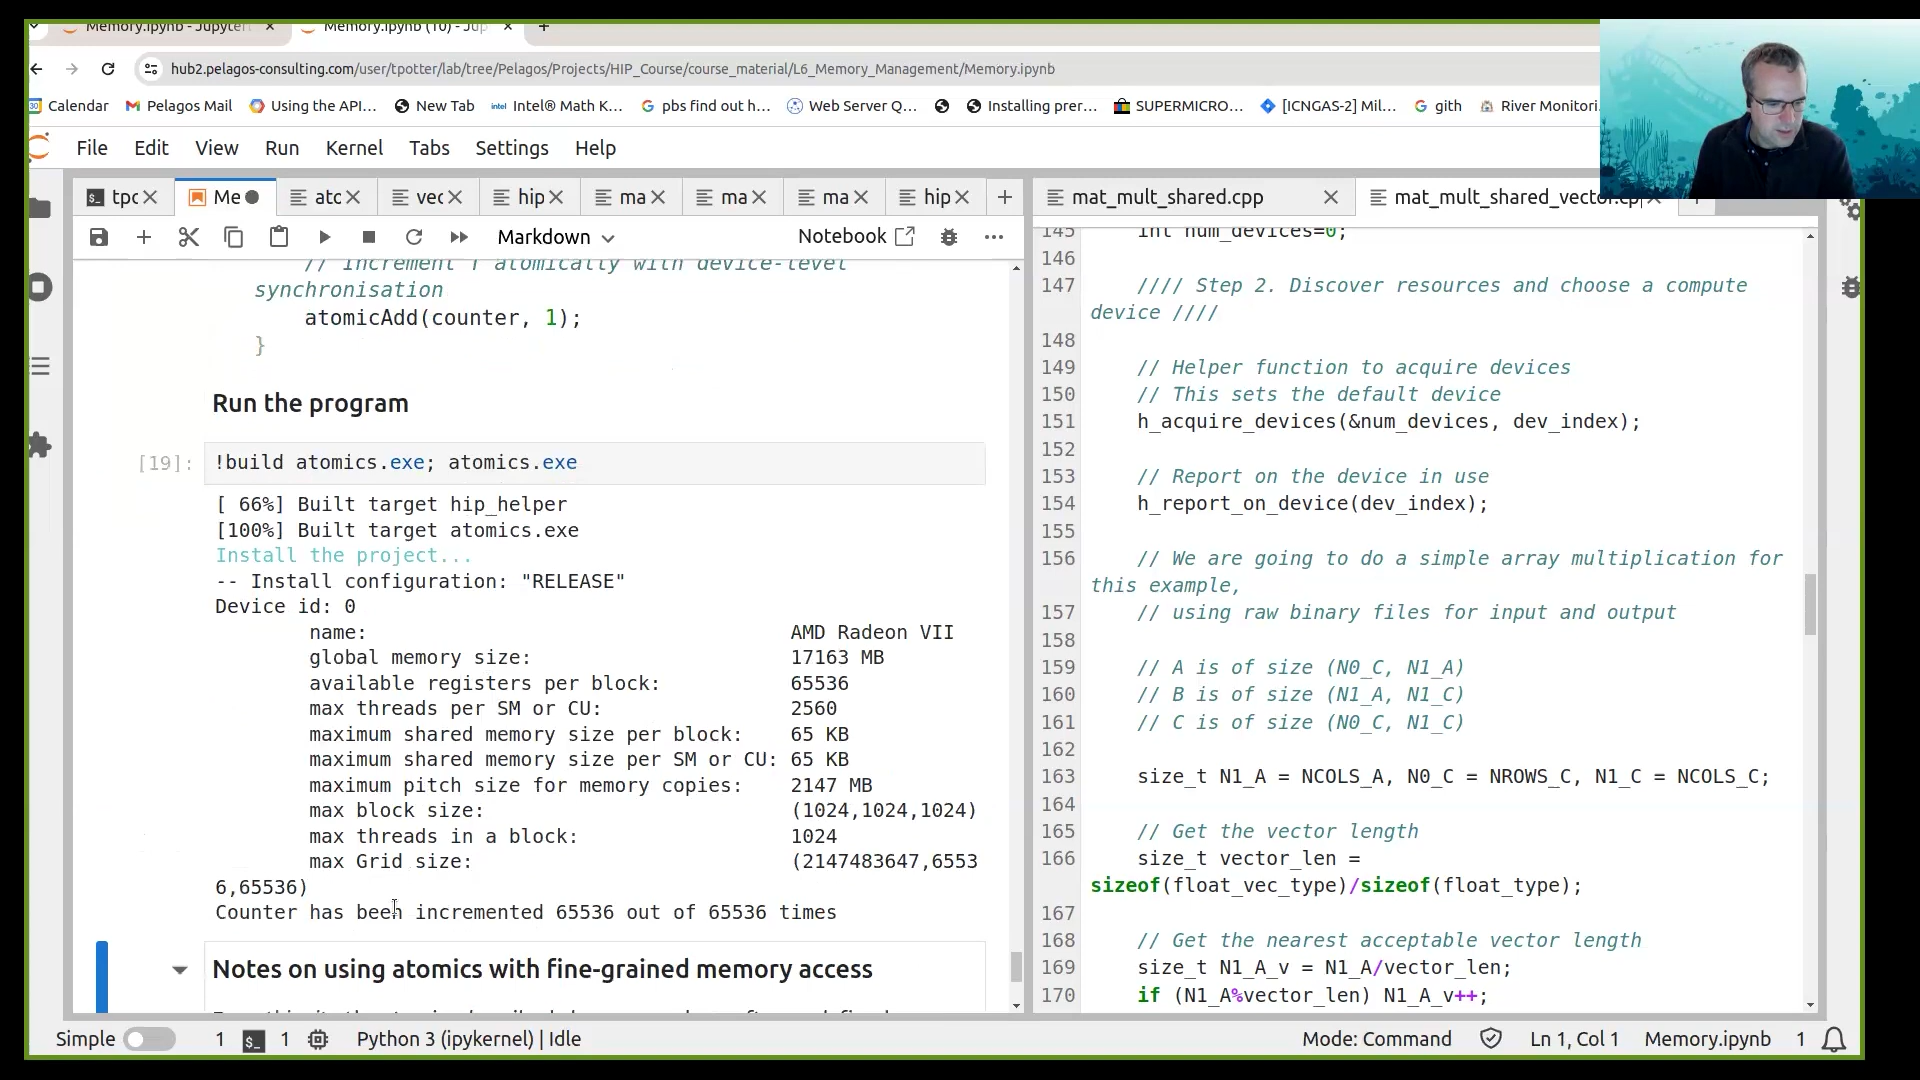 Memory.ipynb - Jupyter
Memory.ipynb (10) - Jup
hub2.pelagos-consulting.com/user/tpotter/lab/tree/Pelagos/Projects/HIP_Course/course_material/L6_Memory_Management/Memory.ipynb
Calendar
Pelagos Mail
Using the API...
New Tab
intel Intel® Math K...
pbs find out h...
Web Server Q...
Installing prer...
SUPERMICRO...
[ICNGAS-2] Mil...
gith
River Monitori
File Edit View Run Kernel Tabs Settings Help
tpc Me atc vec hip ma ma ma hip
mat_mult_shared.cpp
mat_mult_shared_vector.cp
Markdown
Notebook
// Increment T atomically with device-level
synchronisation
atomicAdd(counter, 1);
}
Run the program
[19]: !build atomics.exe; atomics.exe
[ 66%] Built target hip_helper
[100%] Built target atomics.exe
Install the project...
-- Install configuration: "RELEASE"
Device id: 0
name: AMD Radeon VII
global memory size: 17163 MB
available registers per block: 65536
max threads per SM or CU: 2560
maximum shared memory size per block: 65 KB
maximum shared memory size per SM or CU: 65 KB
maximum pitch size for memory copies: 2147 MB
max block size: (1024,1024,1024)
max threads in a block: 1024
max Grid size: (2147483647,6553
6,65536)
Counter has been incremented 65536 out of 65536 times
Notes on using atomics with fine-grained memory access
145 int num_devices=0;
146
147 //// Step 2. Discover resources and choose a compute
device ////
148
149 // Helper function to acquire devices
150 // This sets the default device
151 h_acquire_devices(&num_devices, dev_index);
152
153 // Report on the device in use
154 h_report_on_device(dev_index);
155
156 // We are going to do a simple array multiplication for
this example,
157 // using raw binary files for input and output
158
159 // A is of size (N0_C, N1_A)
160 // B is of size (N1_A, N1_C)
161 // C is of size (N0_C, N1_C)
162
163 size_t N1_A = NCOLS_A, N0_C = NROWS_C, N1_C = NCOLS_C;
164
165 // Get the vector length
166 size_t vector_len =
sizeof(float_vec_type)/sizeof(float_type);
167
168 // Get the nearest acceptable vector length
169 size_t N1_A_v = N1_A/vector_len;
170 if (N1_A%vector_len) N1_A_v++;
Simple 1 1 Python 3 (ipykernel) | Idle
Mode: Command Ln 1, Col 1 Memory.ipynb 1